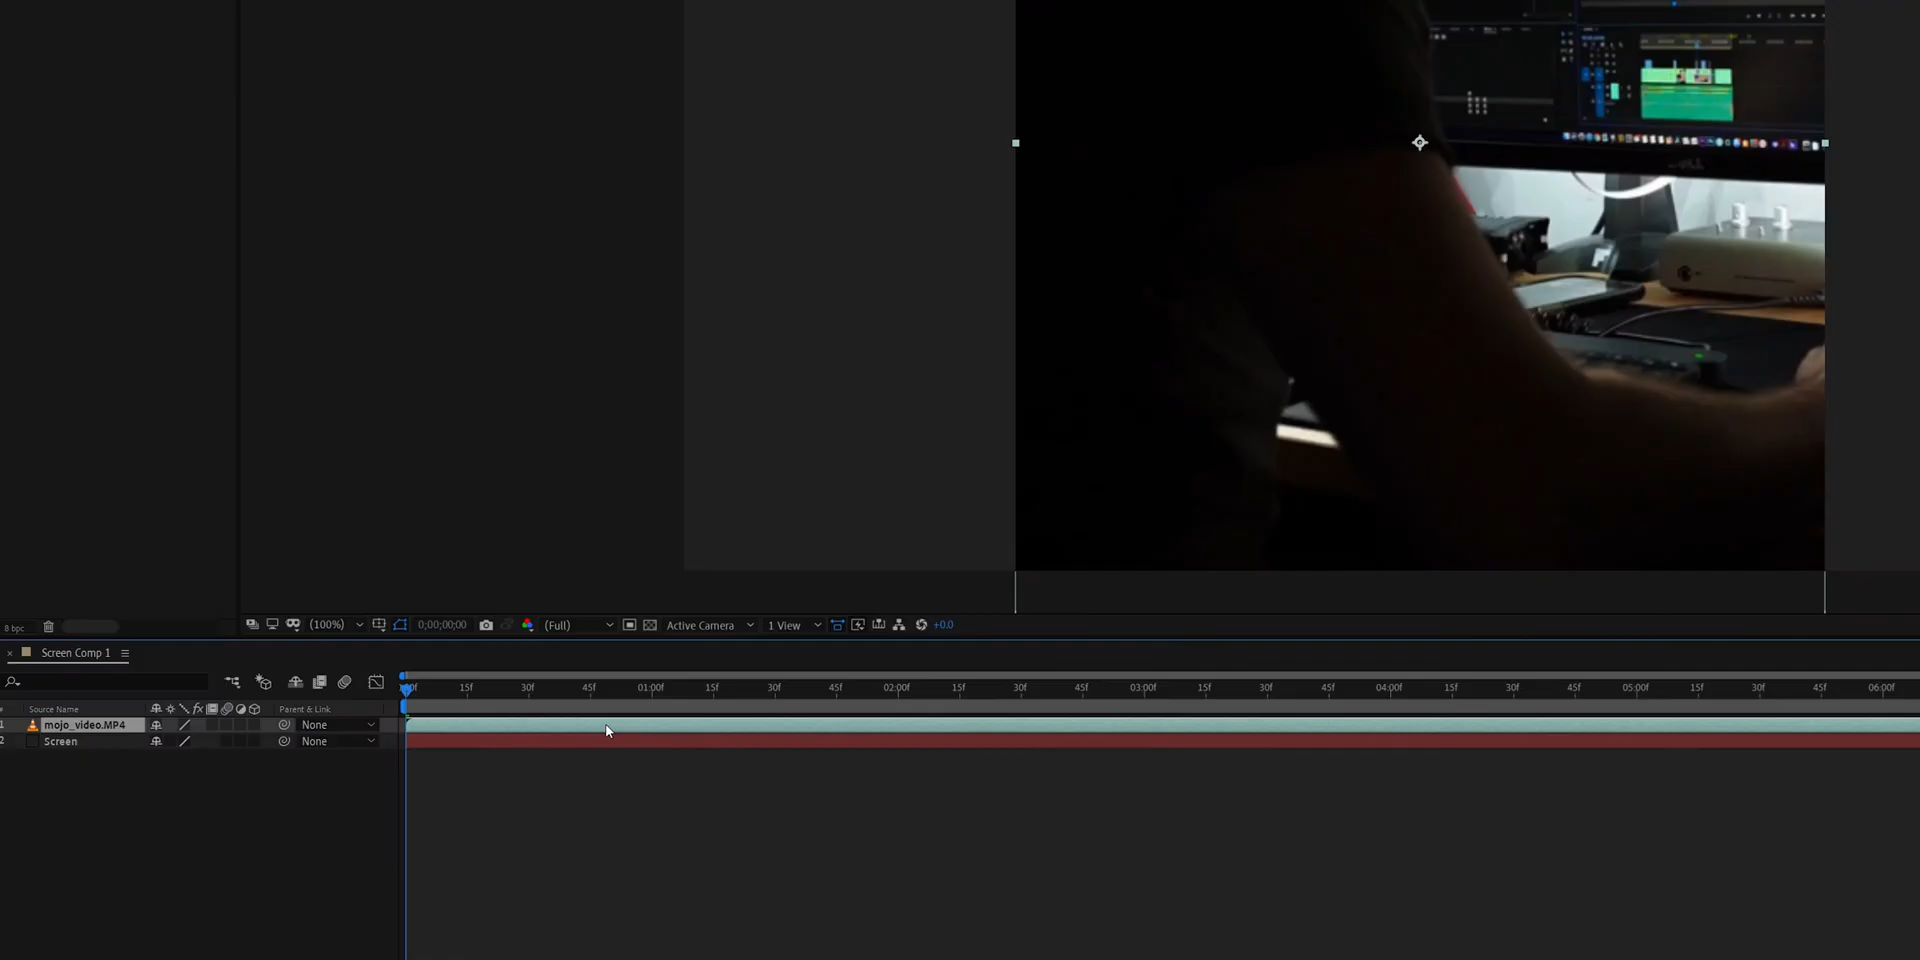 8 bpc
(100%)
0;00;00;00
(Full)
Active Camera
1 View
+0.0
× Screen Comp 1
15f 30f 45f 01:00f 15f 30f 45f 02:00f 15f 30f 45f 03:00f 15f 30f 45f 04:00f 15f 30f 45f 05:00f 15f 30f 45f 06:00f
# Source Name fx Parent & Link
1 mojo_video.MP4 None
2 Screen None